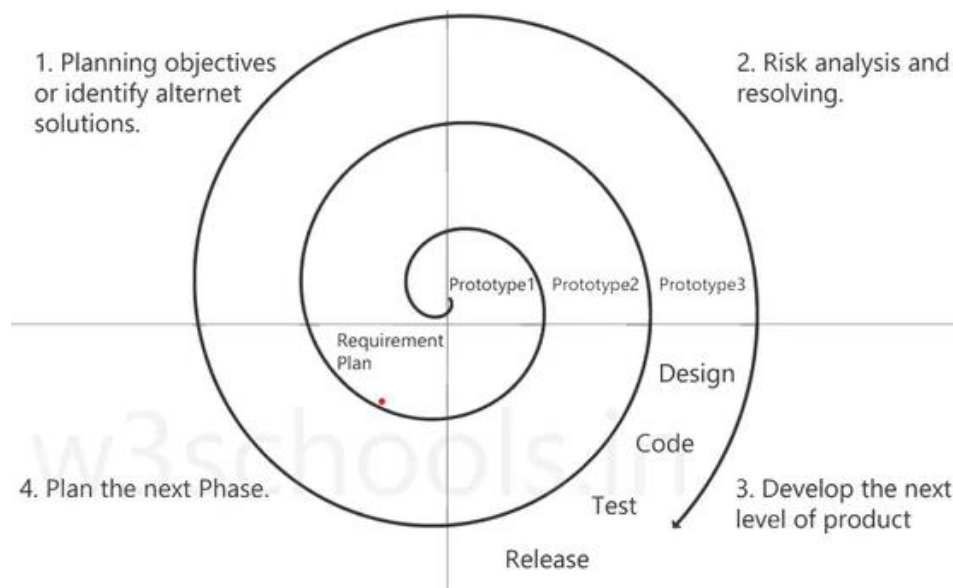 1. Planning objectives
or identify alternet
solutions.
2. Risk analysis and
resolving.
Prototype1
Prototype2
Prototype3
Requirement
Plan
Design
Code
Test
Release
4. Plan the next Phase.
3. Develop the next
level of product
w3schools.in